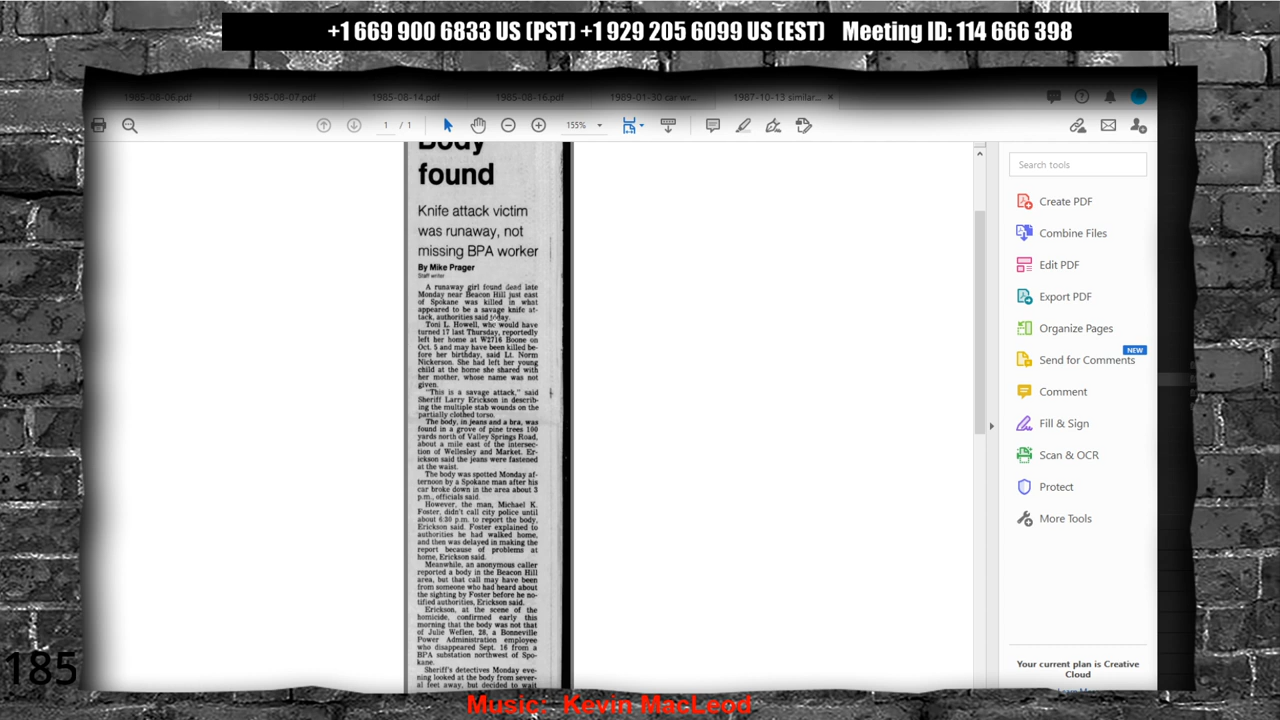 +1 669 900 6833 US (PST) +1 929 205 6099 US (EST) Meeting ID: 114 666 398
1985-08-06.pdf 1985-08-07.pdf 1985-08-14.pdf 1985-08-16.pdf 1989-01-30 car wr... 1987-10-13 similar... ×
1 / 1 155%
Search tools
Create PDF
Combine Files
Edit PDF
Export PDF
Organize Pages
NEW
Send for Comments
Comment
Fill & Sign
Scan & OCR
Protect
More Tools
Your current plan is Creative
Cloud
Body
found
Knife attack victim
was runaway, not
missing BPA worker
By Mike Prager
Staff writer
A runaway girl found dead late
Monday near Beacon Hill just east
of Spokane was killed in what
appeared to be a savage knife at-
tack, authorities said today.
Toni L. Howell, who would have
turned 17 last Thursday, reportedly
left her home at W2716 Boone on
Oct. 5 and may have been killed be-
fore her birthday, said Lt. Norm
Nickerson. She had left her young
child at the home she shared with
her mother, whose name was not
given.
"This is a savage attack," said
Sheriff Larry Erickson in describ-
ing the multiple stab wounds on the
partially clothed torso.
The body, in jeans and a bra, was
found in a grove of pine trees 100
yards north of Valley Springs Road,
about a mile east of the intersec-
tion of Wellesley and Market. Er-
ickson said the jeans were fastened
at the waist.
The body was spotted Monday af-
ternoon by a Spokane man after his
car broke down in the area about 3
p.m., officials said.
However, the man, Michael K.
Foster, didn't call city police until
about 6:30 p.m. to report the body,
Erickson said. Foster explained to
authorities he had walked home,
and then was delayed in making the
report because of problems at
home, Erickson said.
Meanwhile, an anonymous caller
reported a body in the Beacon Hill
area, but that call may have been
from someone who had heard about
the sighting by Foster before he no-
tified authorities, Erickson said.
Erickson, at the scene of the
homicide, confirmed early this
morning that the body was not that
of Julie Weflen, 28, a Bonneville
Power Administration employee
who disappeared Sept. 16 from a
BPA substation northwest of Spo-
kane.
Sheriff's detectives Monday eve-
ning looked at the body from sever-
al feet away, but decided to wait
185
Music: Kevin MacLeod